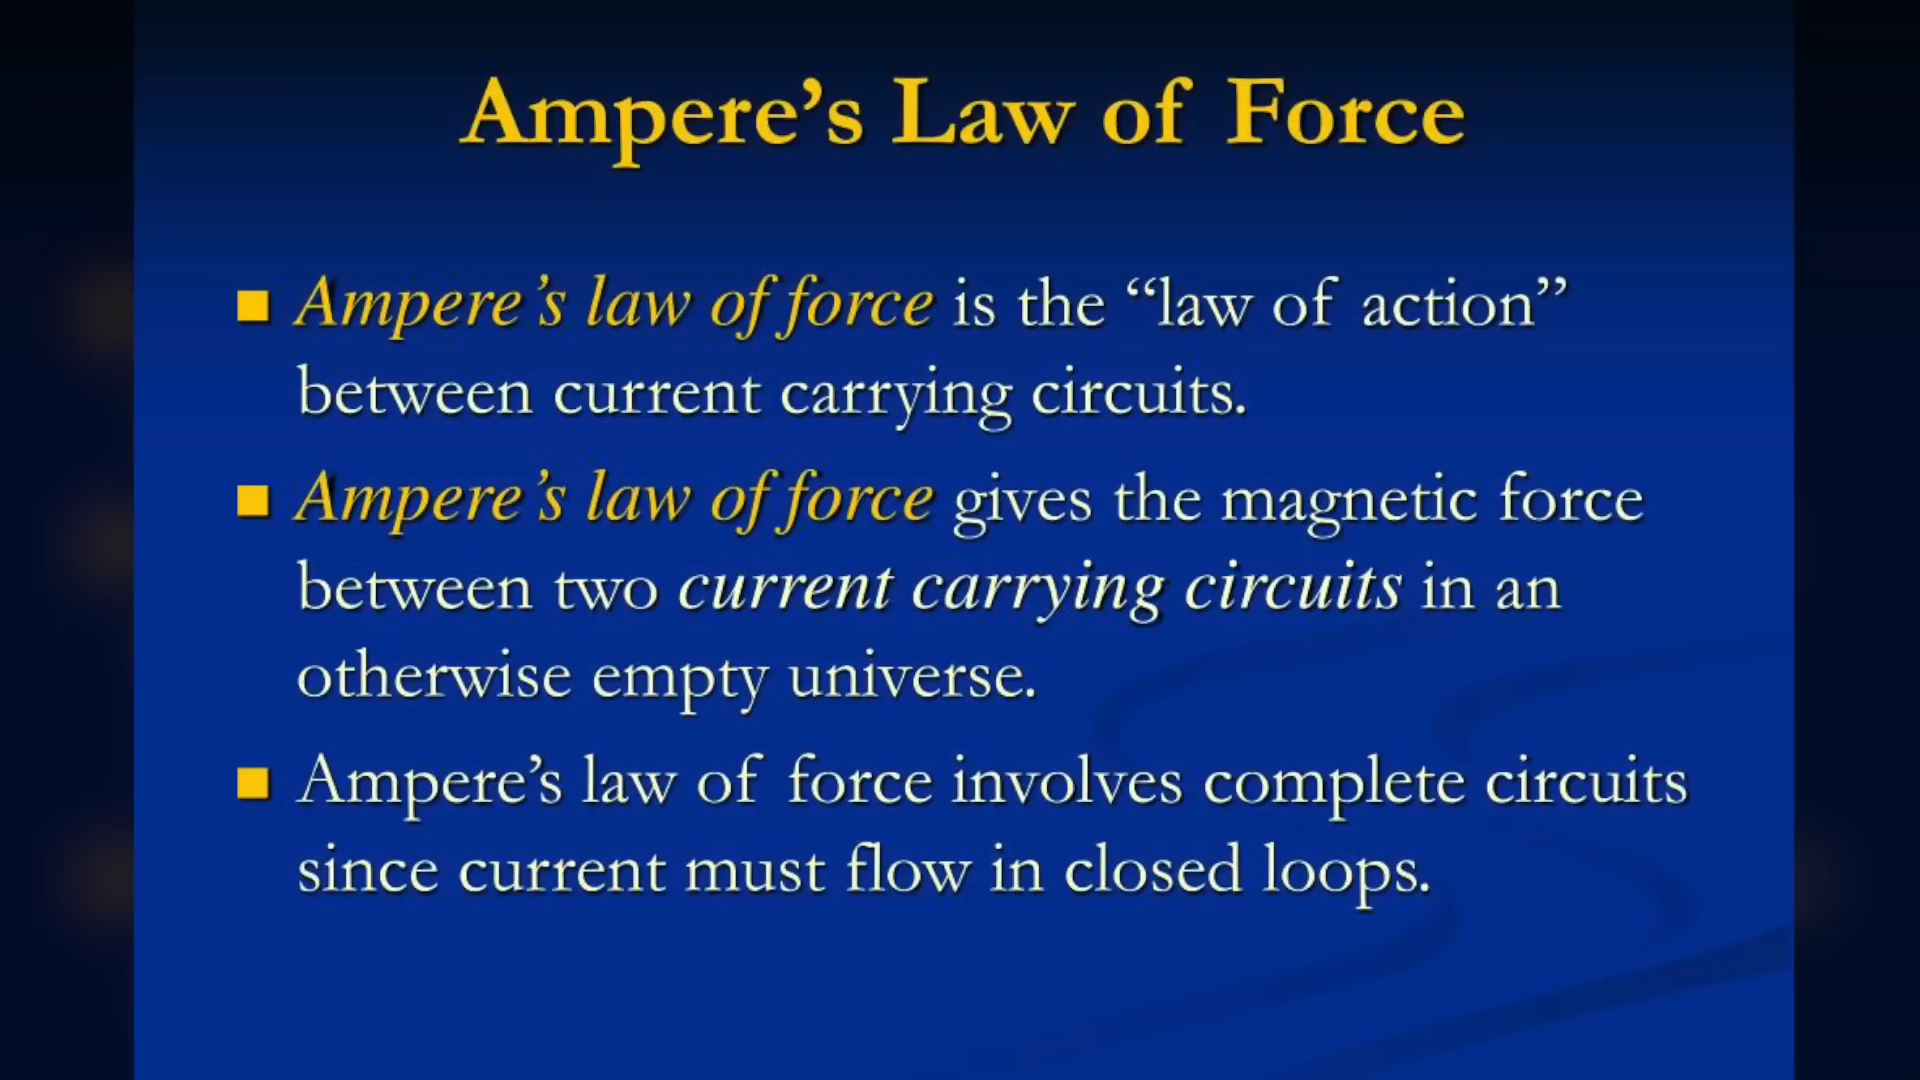 Ampere’s Law of Force
Ampere’s law of force is the “law of action”
between current carrying circuits.
Ampere’s law of force gives the magnetic force
between two current carrying circuits in an
otherwise empty universe.
Ampere’s law of force involves complete circuits
since current must flow in closed loops.